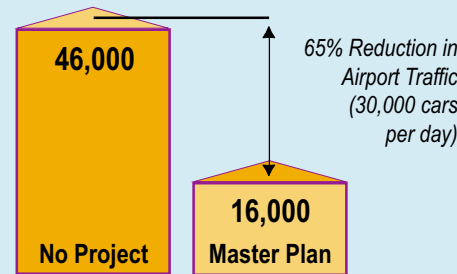 46,000
No Project
65% Reduction in
Airport Traffic
(30,000 cars
per day)
16,000
Master Plan